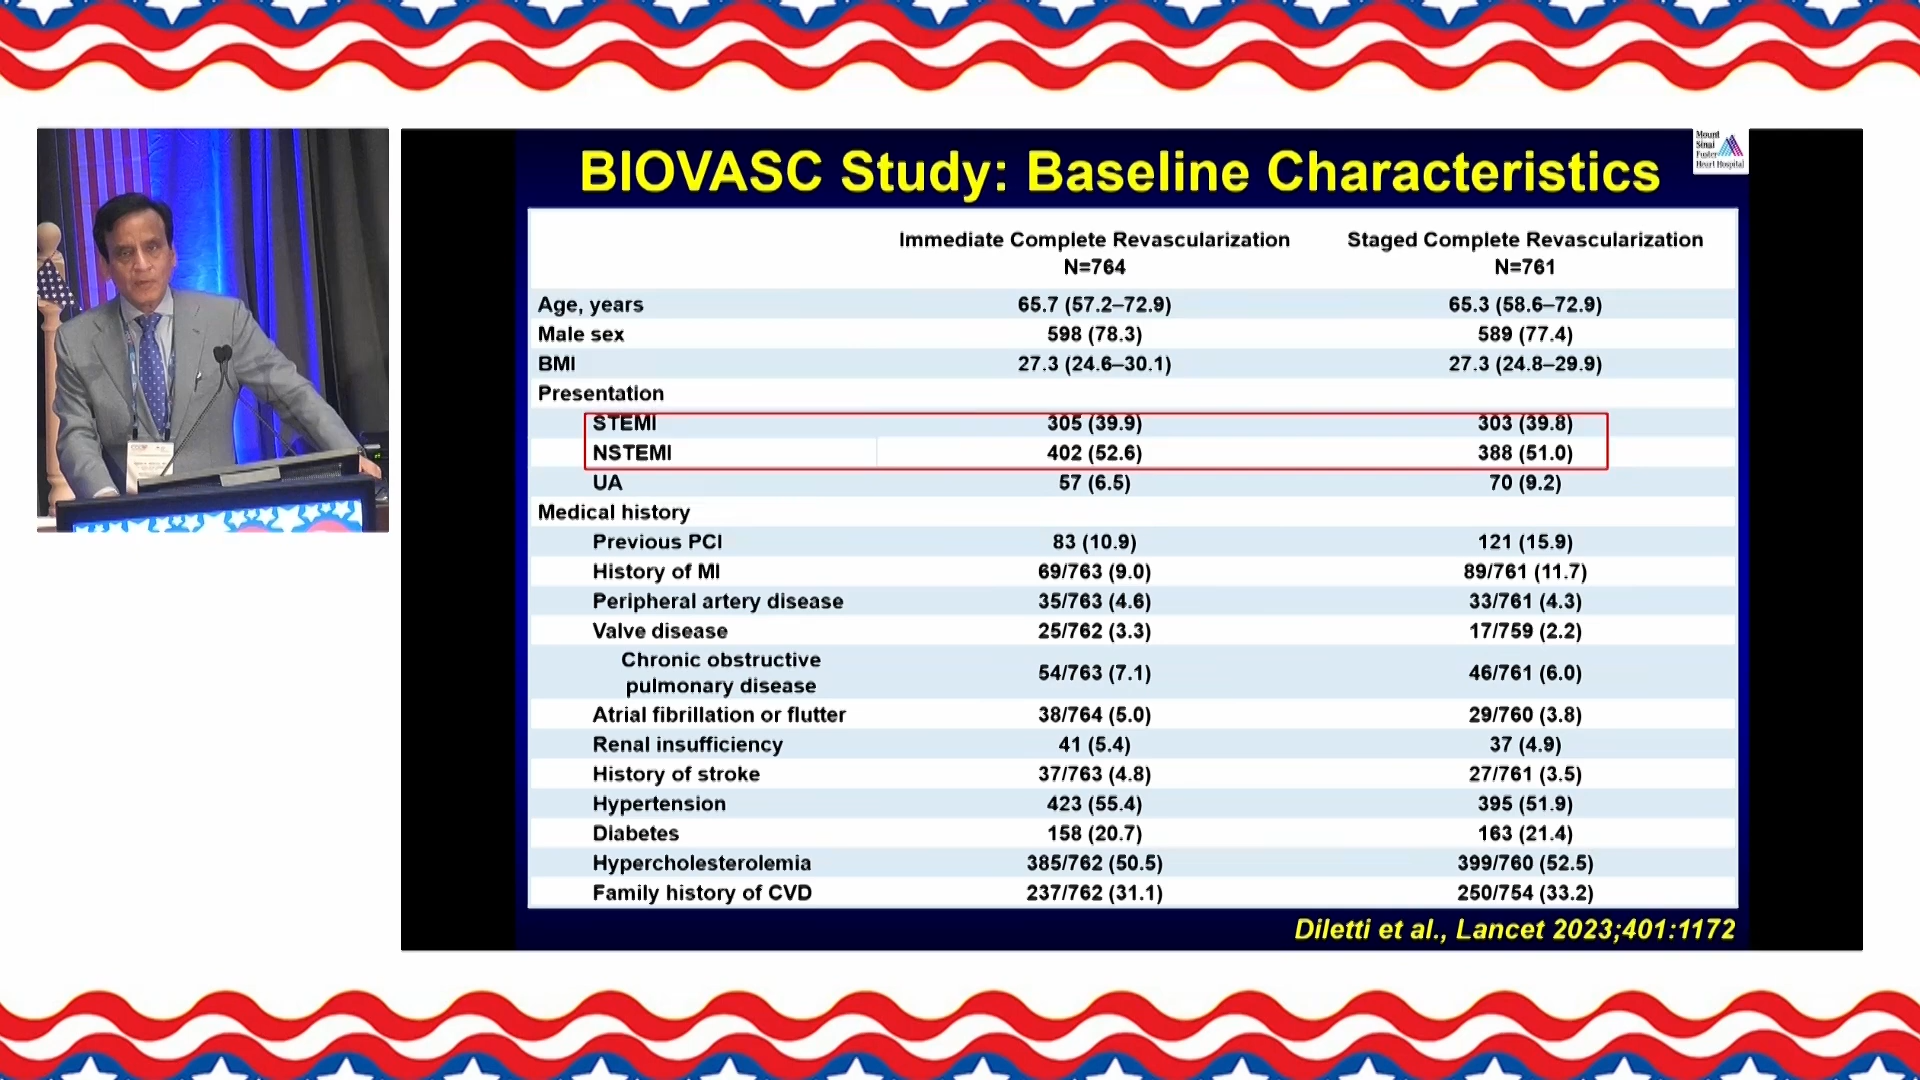 BIOVASC Study: Baseline Characteristics
Mount
Sinai
Fuster
Heart Hospital
Immediate Complete Revascularization Staged Complete Revascularization
N=764 N=761
Age, years 65.7 (57.2–72.9) 65.3 (58.6–72.9)
Male sex 598 (78.3) 589 (77.4)
BMI 27.3 (24.6–30.1) 27.3 (24.8–29.9)
Presentation
STEMI 305 (39.9) 303 (39.8)
NSTEMI 402 (52.6) 388 (51.0)
UA 57 (6.5) 70 (9.2)
Medical history
Previous PCI 83 (10.9) 121 (15.9)
History of MI 69/763 (9.0) 89/761 (11.7)
Peripheral artery disease 35/763 (4.6) 33/761 (4.3)
Valve disease 25/762 (3.3) 17/759 (2.2)
Chronic obstructive
pulmonary disease 54/763 (7.1) 46/761 (6.0)
Atrial fibrillation or flutter 38/764 (5.0) 29/760 (3.8)
Renal insufficiency 41 (5.4) 37 (4.9)
History of stroke 37/763 (4.8) 27/761 (3.5)
Hypertension 423 (55.4) 395 (51.9)
Diabetes 158 (20.7) 163 (21.4)
Hypercholesterolemia 385/762 (50.5) 399/760 (52.5)
Family history of CVD 237/762 (31.1) 250/754 (33.2)
Diletti et al., Lancet 2023;401:1172